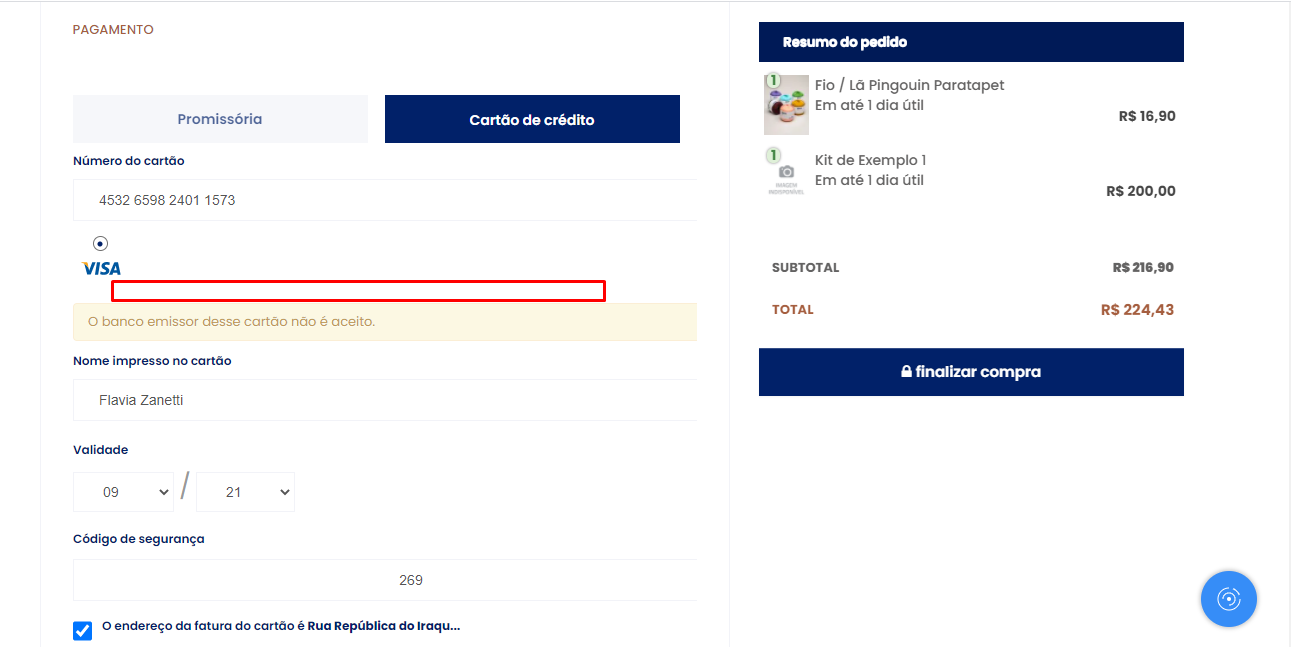 PAGAMENTO
Promissória
Cartão de crédito
Número do cartão
4532 6598 2401 1573
VISA
O banco emissor desse cartão não é aceito.
Nome impresso no cartão
Flavia Zanetti
Validade
09 / 21
Código de segurança
269
O endereço da fatura do cartão é Rua República do Iraqu...
Resumo do pedido
1
Fio / Lã Pingouin Paratapet
Em até 1 dia útil
R$ 16,90
1
Kit de Exemplo 1
Em até 1 dia útil
IMAGEM
INDISPONÍVEL
R$ 200,00
SUBTOTAL R$ 216,90
TOTAL R$ 224,43
finalizar compra